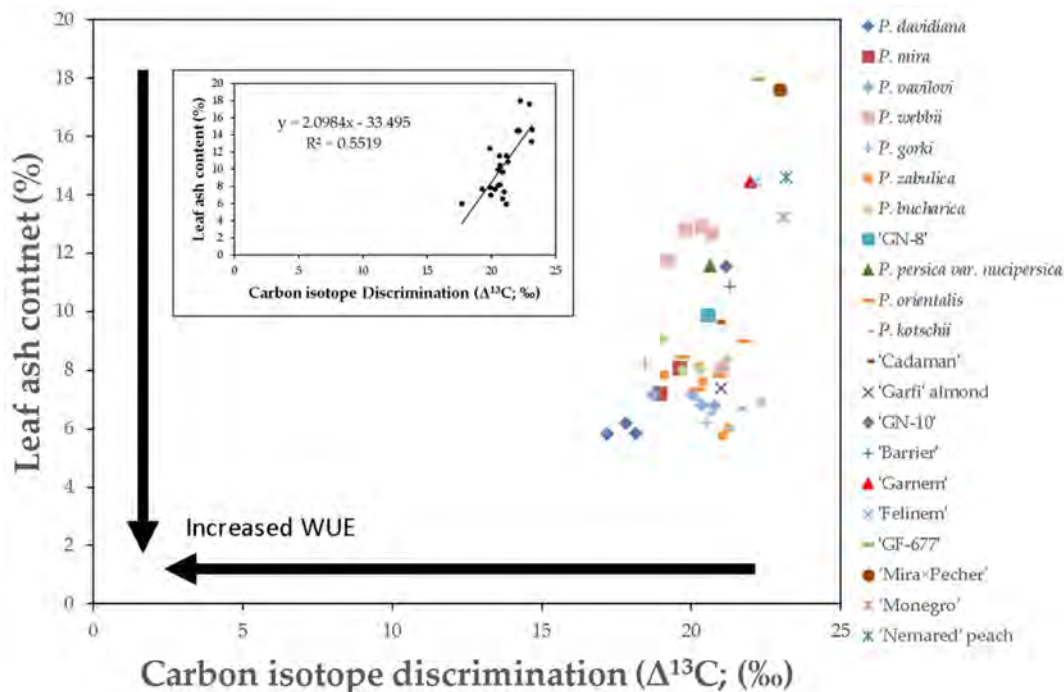 20
18
16
14
12
10
8
6
4
2
0
Leaf ash contnet (%)
0 5 10 15 20 25
Carbon isotope discrimination (Δ¹³C; (‰)
Increased WUE
20
18
16
14
12
10
8
6
4
2
0
Leaf ash content (%)
y = 2.0984x - 33.495
R² = 0.5519
0 5 10 15 20 25
Carbon isotope Discrimination (Δ¹³C; ‰)
P. davidiana
P. mira
P. vavilovi
P. webbii
P. gorki
P. zabulica
P. bucharica
'GN-8'
P. persica var. nucipersica
P. orientalis
P. kotschii
'Cadaman'
'Garfi' almond
'GN-10'
'Barrier'
'Garnem'
'Felinem'
'GF-677'
'Mira×Pecher'
'Monegro'
'Nemared' peach